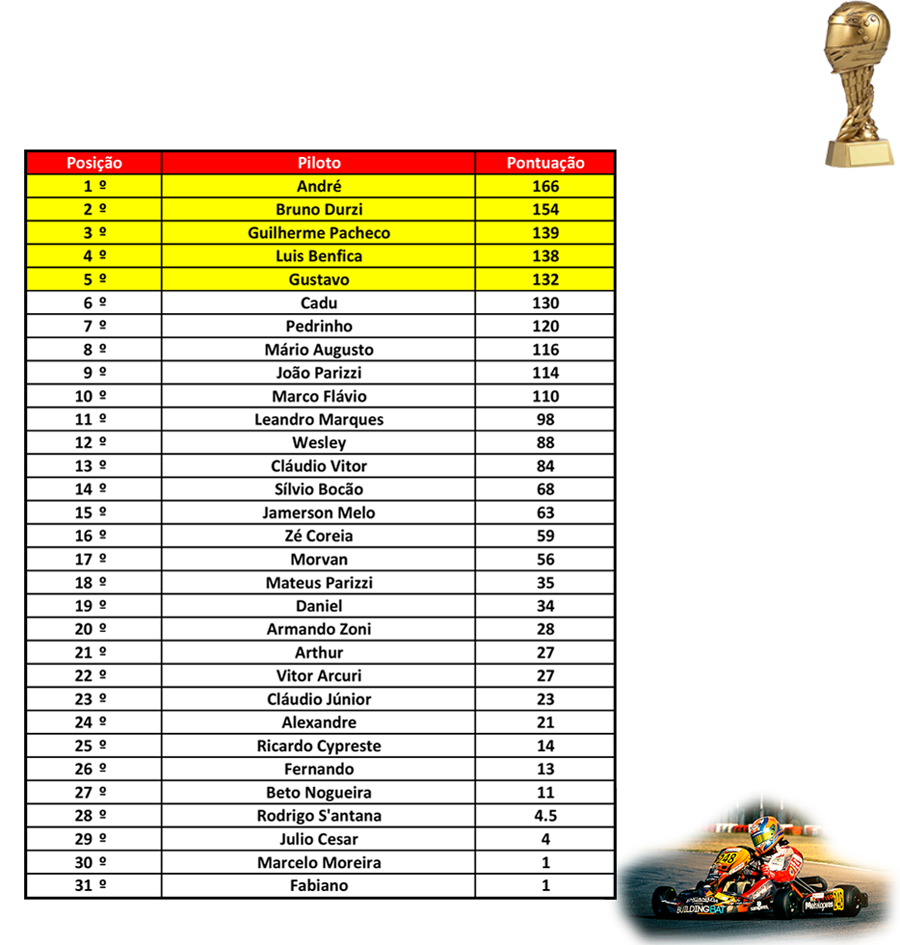 Posição Piloto Pontuação
1 º André 166
2 º Bruno Durzi 154
3 º Guilherme Pacheco 139
4 º Luis Benfica 138
5 º Gustavo 132
6 º Cadu 130
7 º Pedrinho 120
8 º Mário Augusto 116
9 º João Parizzi 114
10 º Marco Flávio 110
11 º Leandro Marques 98
12 º Wesley 88
13 º Cláudio Vitor 84
14 º Sílvio Bocão 68
15 º Jamerson Melo 63
16 º Zé Coreia 59
17 º Morvan 56
18 º Mateus Parizzi 35
19 º Daniel 34
20 º Armando Zoni 28
21 º Arthur 27
22 º Vitor Arcuri 27
23 º Cláudio Júnior 23
24 º Alexandre 21
25 º Ricardo Cypreste 14
26 º Fernando 13
27 º Beto Nogueira 11
28 º Rodrigo S'antana 4.5
29 º Julio Cesar 4
30 º Marcelo Moreira 1
31 º Fabiano 1
248
BUILDINGBAT